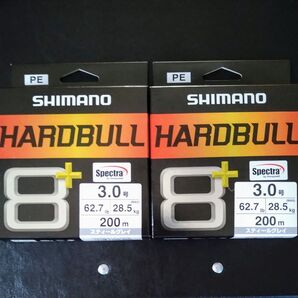 PE
SHIMANO
HARDBULL
8+
Spectra
3.0号
62.7lb 28.5kg
200m
スティールグレイ
PE
SHIMANO
HARDBULL
8+
Spectra
3.0号
62.7lb 28.5kg
200m
スティールグレイ